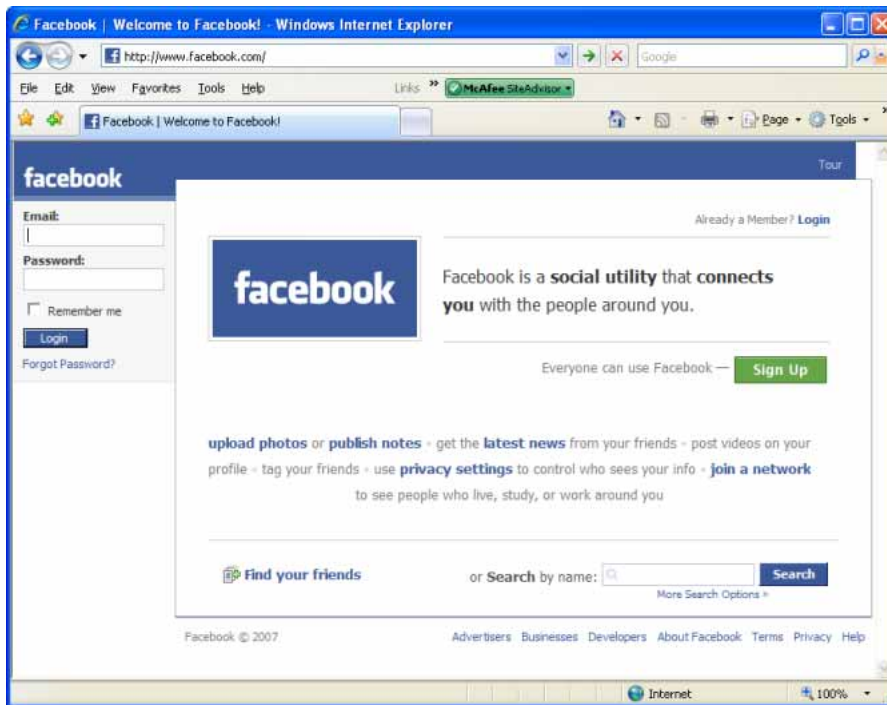 Facebook | Welcome to Facebook! - Windows Internet Explorer
http://www.facebook.com/
Google
File Edit View Favorites Tools Help
Links »
McAfee SiteAdvisor
Facebook | Welcome to Facebook!
Page
Tools
»
facebook
Tour
Email:
Password:
Remember me
Login
Forgot Password?
Already a Member? Login
facebook
Facebook is a social utility that connects
you with the people around you.
Everyone can use Facebook — Sign Up
upload photos or publish notes - get the latest news from your friends - post videos on your
profile - tag your friends - use privacy settings to control who sees your info - join a network
to see people who live, study, or work around you
Find your friends
or Search by name:
Search
More Search Options »
Facebook © 2007
Advertisers Businesses Developers About Facebook Terms Privacy Help
Internet
100%